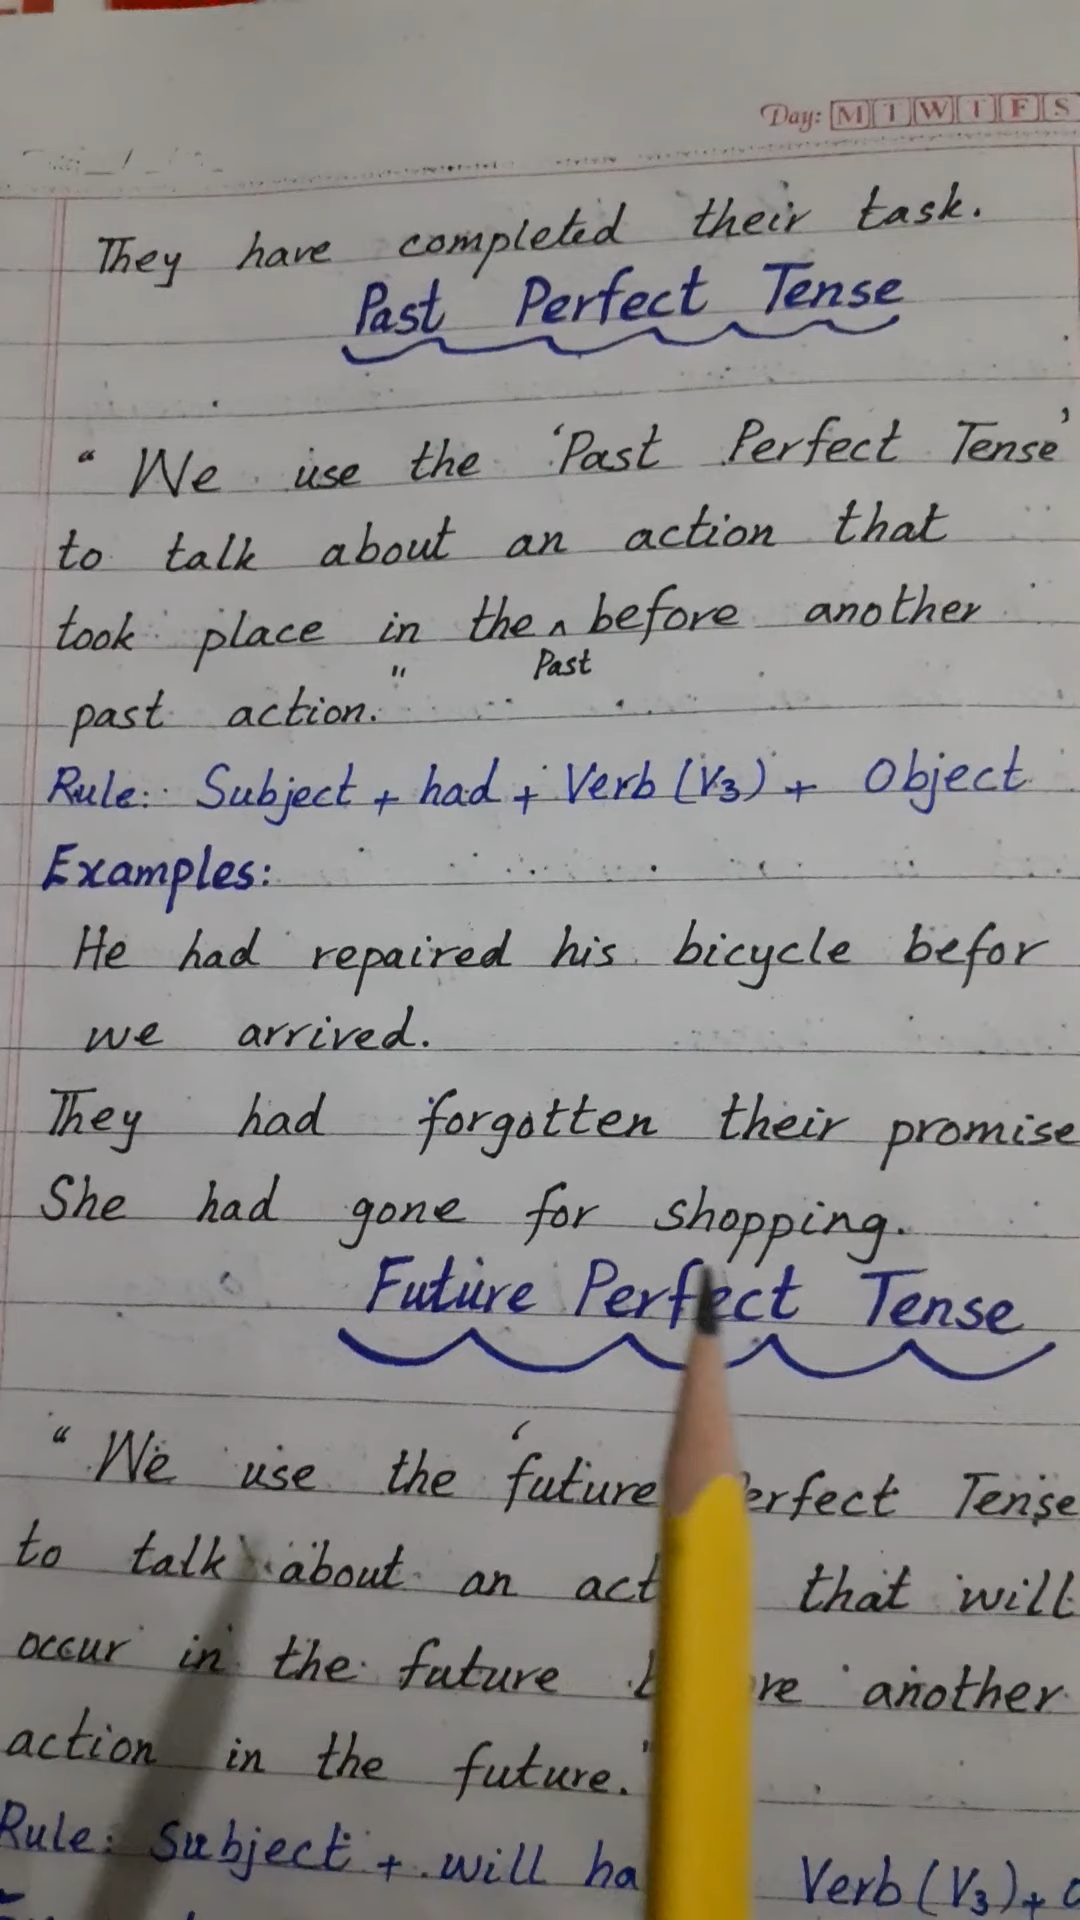 Day: M T W T F S
They have completed their task.
Past Perfect Tense
"We use the 'Past Perfect Tense'
to talk about an action that
took place in the ^ before another
Past
past action."
Rule: Subject + had + Verb (V3) + Object
Examples:
He had repaired his bicycle befor
we arrived.
They had forgotten their promise
She had gone for shopping.
Future Perfect Tense
"We use the 'future erfect Tense
to talk about an act that will
occur in the future re another
action in the future."
Rule: Subject + will ha Verb (V3) +